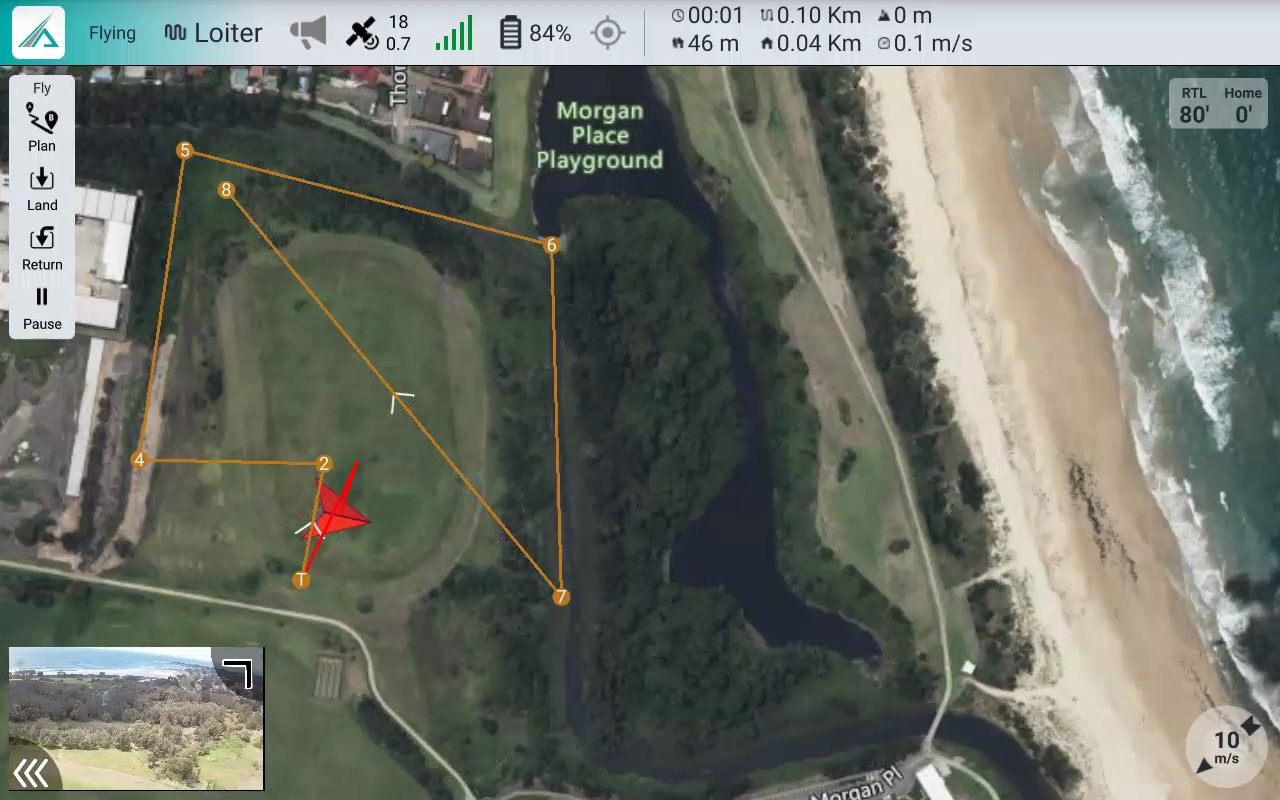 Flying
Loiter
18
0.7
84%
00:01
0.10 Km
0 m
46 m
0.04 Km
0.1 m/s
Fly
Plan
Land
Return
Pause
RTL
Home
80'
0'
Thor
Morgan
Place
Playground
5
8
6
4
2
T
7
10
m/s
Morgan Pl